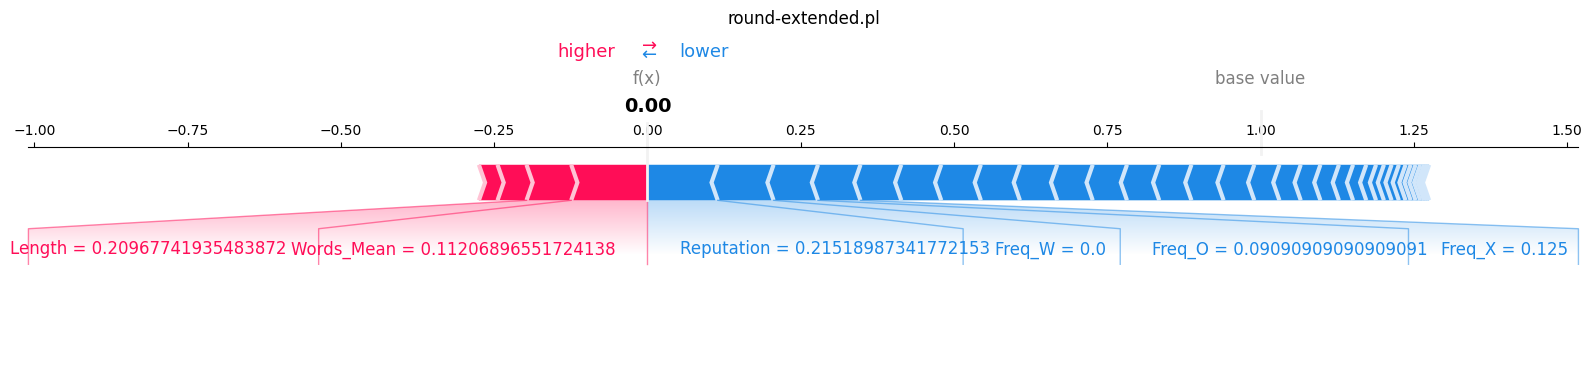 round-extended.pl
higher → ← lower
f(x) base value
0.00
−1.00 −0.75 −0.50 −0.25 0.00 0.25 0.50 0.75 1.00 1.25 1.50
Length = 0.20967741935483872 Words_Mean = 0.11206896551724138 Reputation = 0.21518987341772153 Freq_W = 0.0 Freq_O = 0.09090909090909091 Freq_X = 0.125